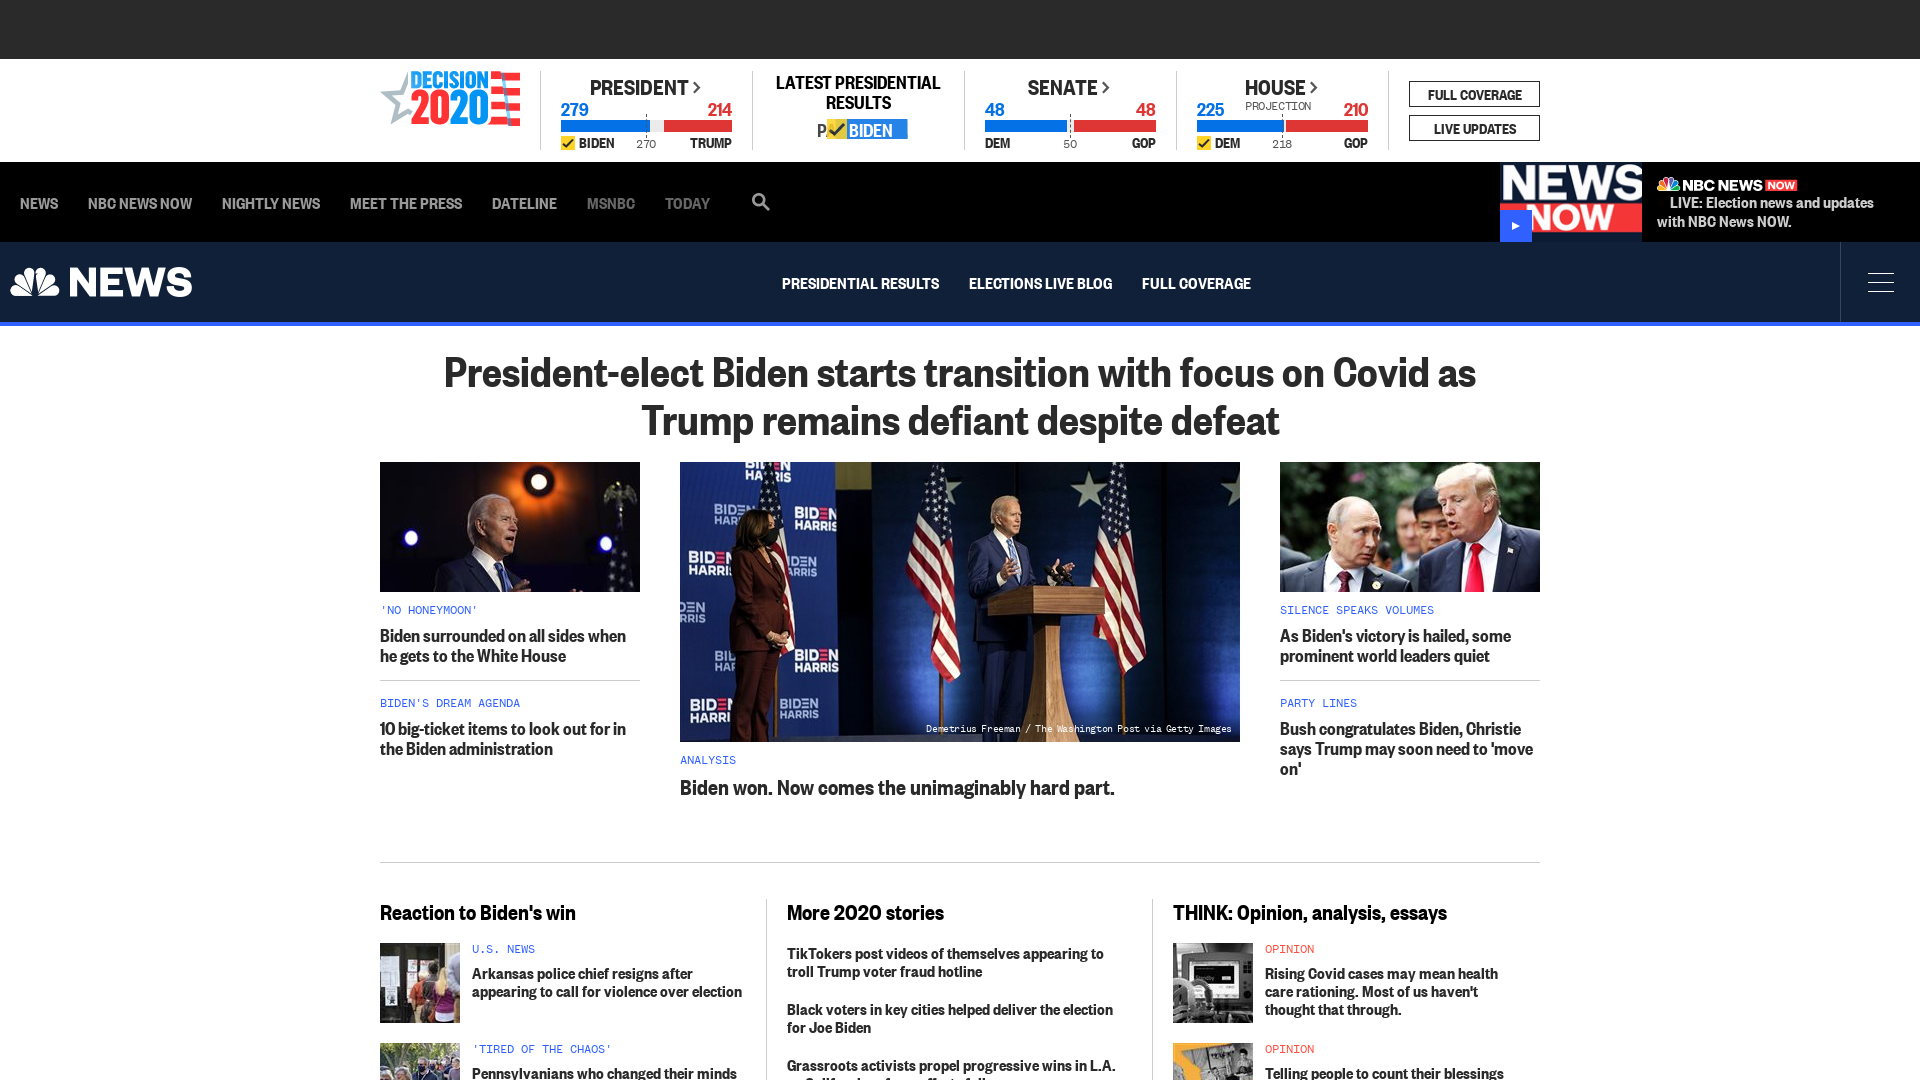 DECISION
2020
PRESIDENT
279
214
BIDEN
270
TRUMP
LATEST PRESIDENTIAL
RESULTS
BIDEN
SENATE
48
48
DEM
50
GOP
HOUSE
225
PROJECTION
210
DEM
218
GOP
FULL COVERAGE
LIVE UPDATES
NEWS
NBC NEWS NOW
NIGHTLY NEWS
MEET THE PRESS
DATELINE
MSNBC
TODAY
NEWS
NOW
NBC NEWS NOW
LIVE: Election news and updates
with NBC News NOW.
NEWS
PRESIDENTIAL RESULTS
ELECTIONS LIVE BLOG
FULL COVERAGE
President-elect Biden starts transition with focus on Covid as
Trump remains defiant despite defeat
'NO HONEYMOON'
Biden surrounded on all sides when
he gets to the White House
BIDEN'S DREAM AGENDA
10 big-ticket items to look out for in
the Biden administration
BIDEN
HARRIS
BIDEN
HARRIS
BIDEN
HARRIS
Demetrius Freeman / The Washington Post via Getty Images
ANALYSIS
Biden won. Now comes the unimaginably hard part.
SILENCE SPEAKS VOLUMES
As Biden's victory is hailed, some
prominent world leaders quiet
PARTY LINES
Bush congratulates Biden, Christie
says Trump may soon need to 'move
on'
Reaction to Biden's win
U.S. NEWS
Arkansas police chief resigns after
appearing to call for violence over election
'TIRED OF THE CHAOS'
Pennsylvanians who changed their minds
More 2020 stories
TikTokers post videos of themselves appearing to
troll Trump voter fraud hotline
Black voters in key cities helped deliver the election
for Joe Biden
Grassroots activists propel progressive wins in L.A.
THINK: Opinion, analysis, essays
OPINION
Rising Covid cases may mean health
care rationing. Most of us haven't
thought that through.
OPINION
Telling people to count their blessings